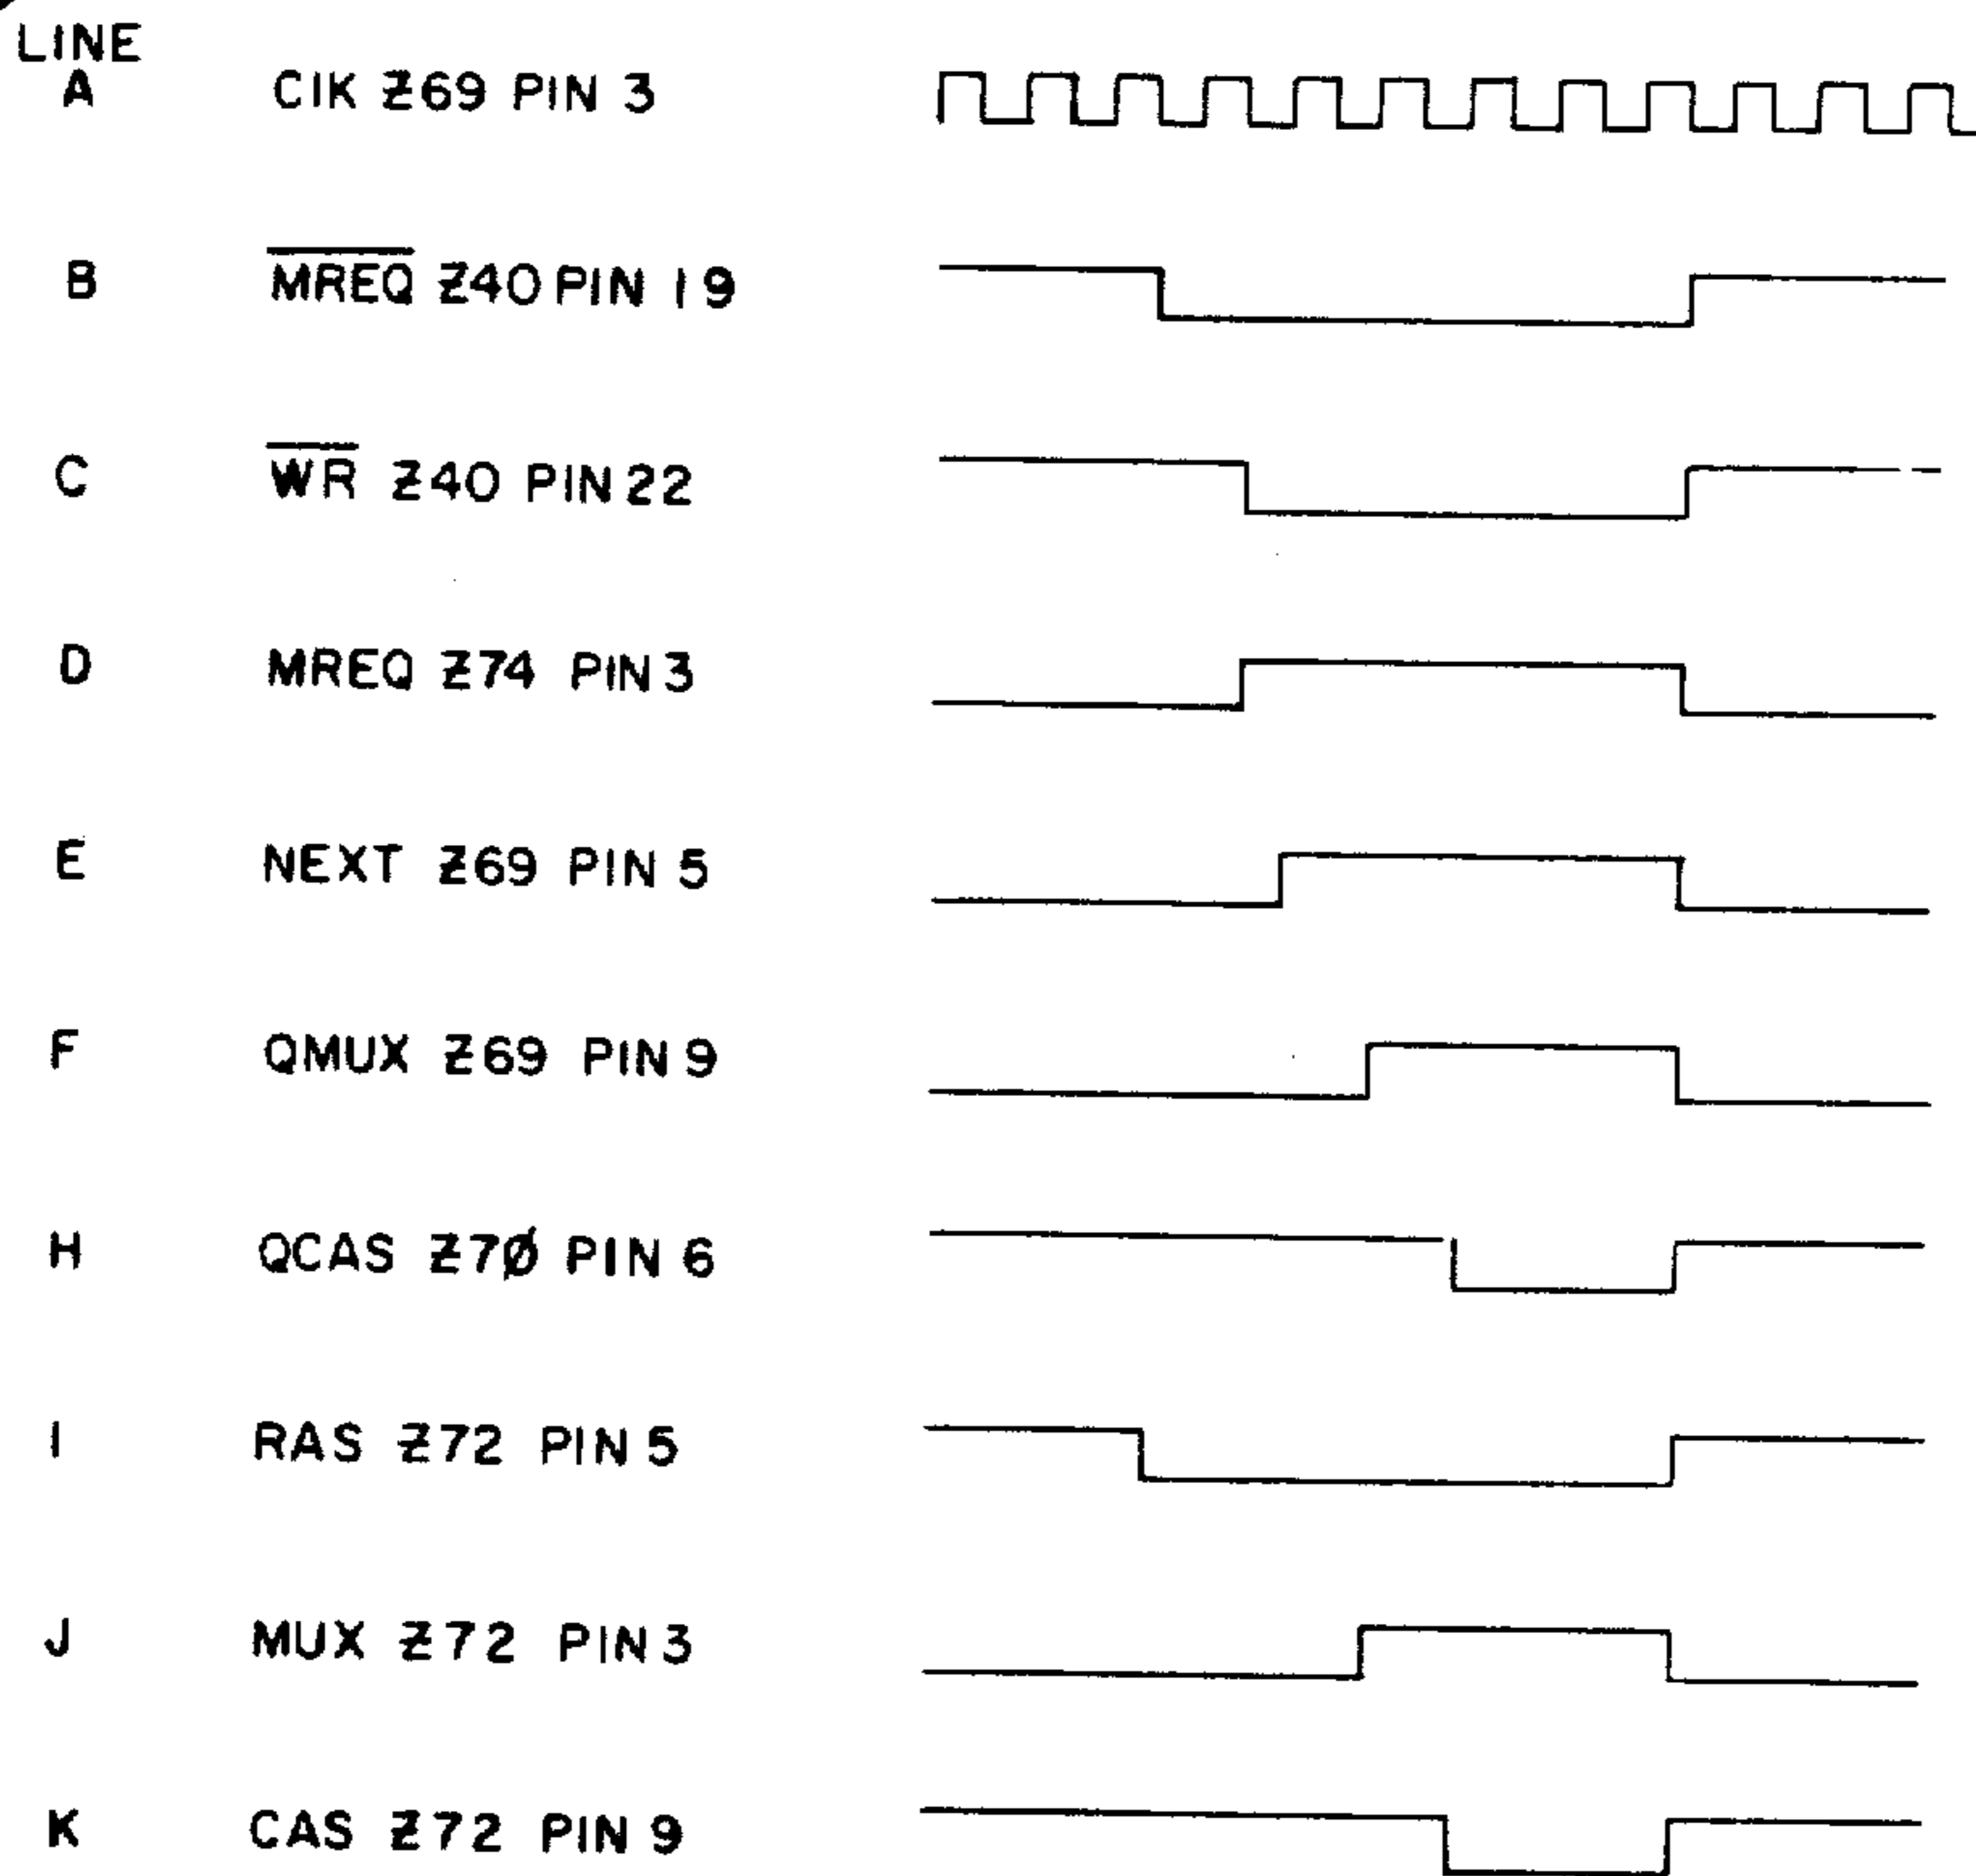 LINE
A CIK Z69 PIN 3
B M̅R̅E̅Q̅ Z40 PIN 19
C W̅R̅ Z40 PIN 22
D MREQ Z74 PIN 3
E NEXT Z69 PIN 5
F QMUX Z69 PIN 9
H QCAS Z7Ø PIN 6
I RAS Z72 PIN 5
J MUX Z72 PIN 3
K CAS Z72 PIN 9